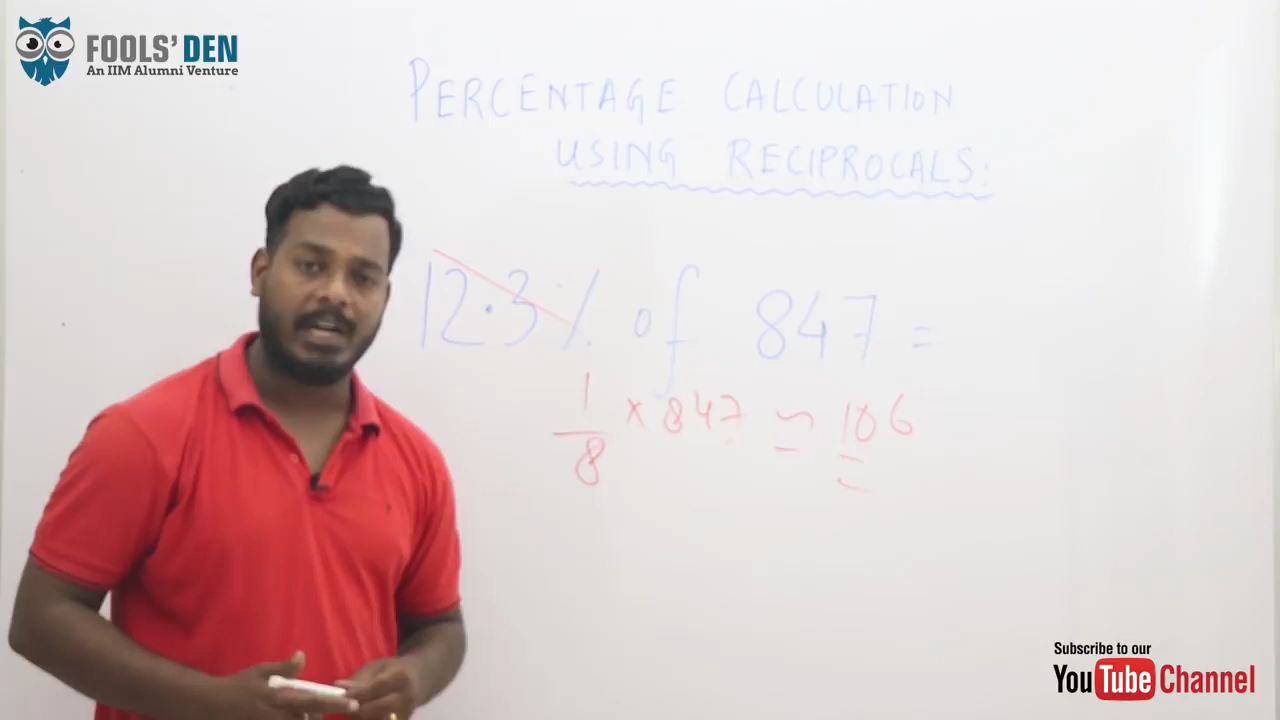 FOOLS' DEN
An IIM Alumni Venture
PERCENTAGE CALCULATION
USING RECIPROCALS:
12.3% of 847 =
1/8 × 847 ≈ 106
Subscribe to our
YouTube Channel